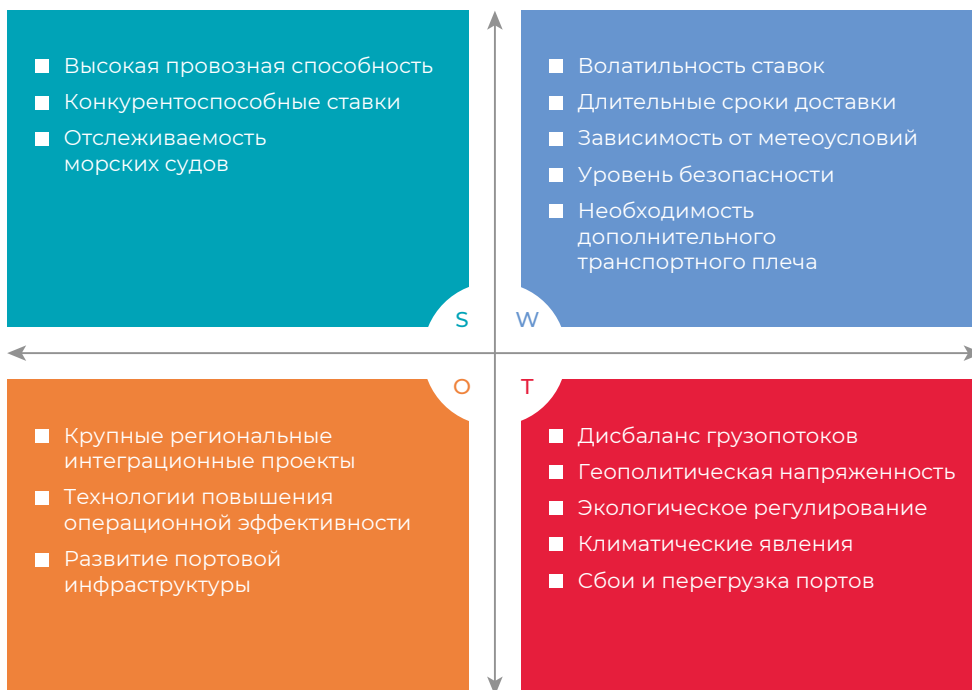 Высокая провозная способность
Конкурентоспособные ставки
Отслеживаемость
морских судов
S
Волатильность ставок
Длительные сроки доставки
Зависимость от метеоусловий
Уровень безопасности
Необходимость
дополнительного
транспортного плеча
W
O
Крупные региональные
интеграционные проекты
Технологии повышения
операционной эффективности
Развитие портовой
инфраструктуры
T
Дисбаланс грузопотоков
Геополитическая напряженность
Экологическое регулирование
Климатические явления
Сбои и перегрузка портов